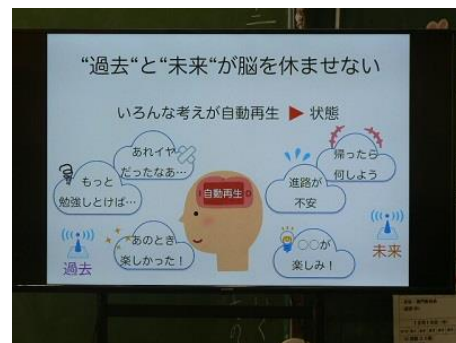 “過去“と”未来“が脳を休ませない
いろんな考えが自動再生 ▶ 状態
あれイヤ
だったなあ…
もっと
勉強しとけば…
あのとき
楽しかった！
過去
自動再生
進路が
不安
帰ったら
何しよう
○○が
楽しみ！
未来